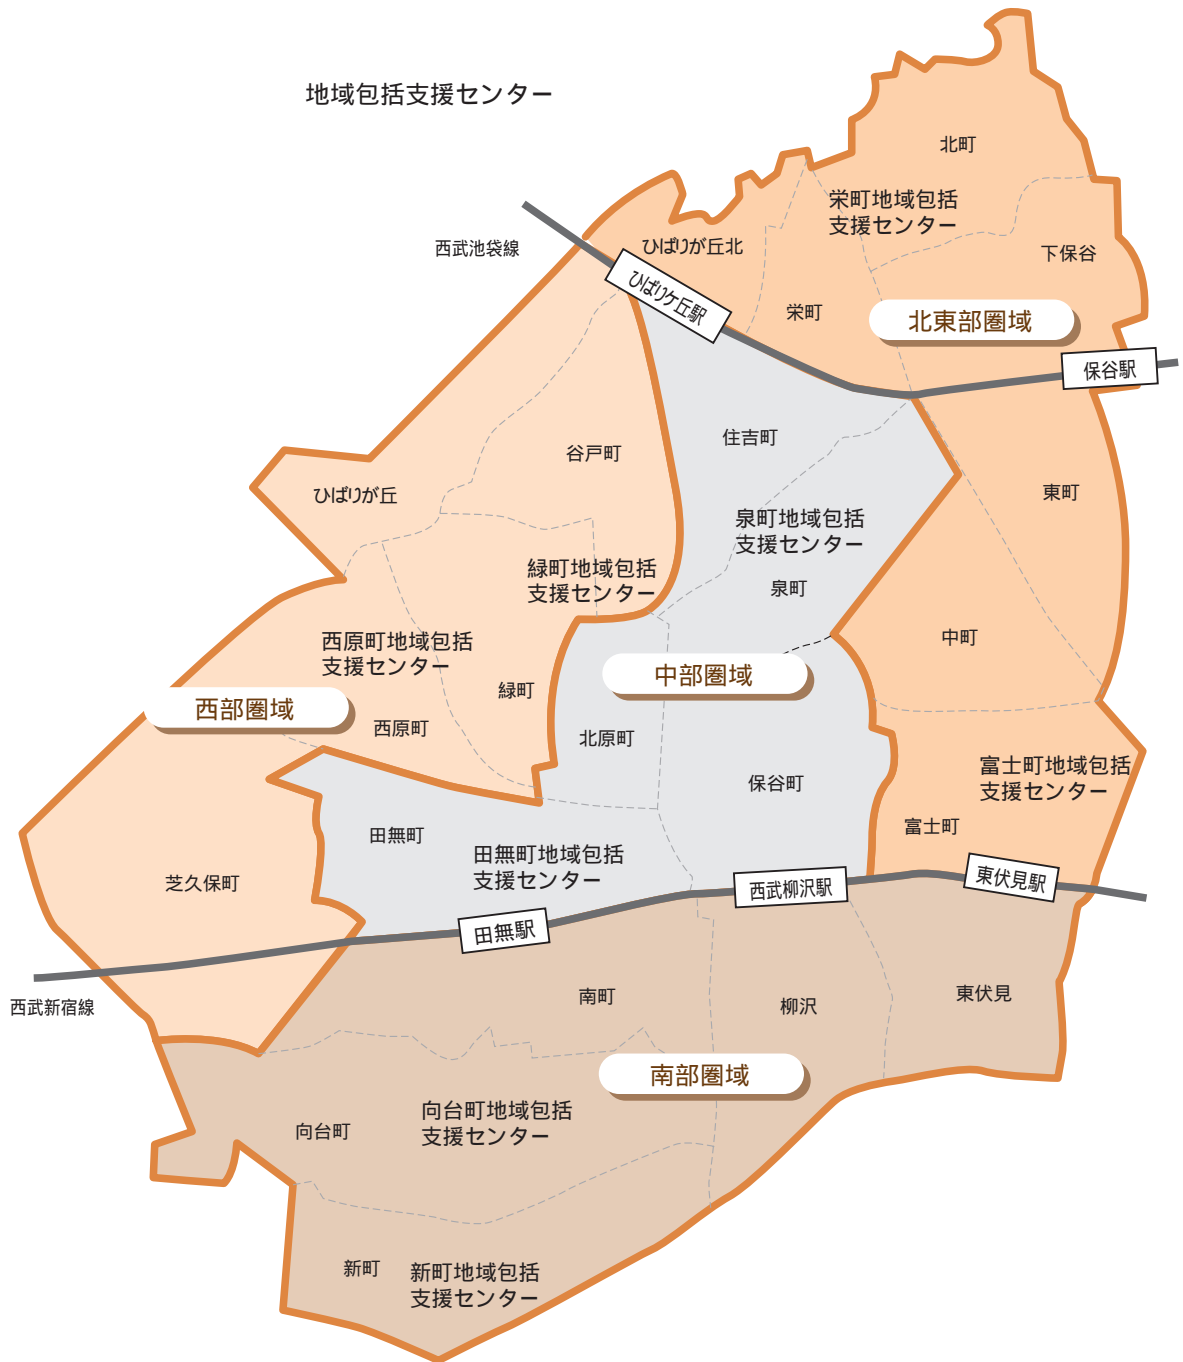 地域包括支援センター
北町
栄町地域包括
支援センター
西武池袋線
ひばりが丘北
下保谷
ひばりケ丘駅
栄町
北東部圏域
保谷駅
住吉町
谷戸町
ひばりが丘
東町
泉町地域包括
支援センター
緑町地域包括
支援センター
泉町
西原町地域包括
支援センター
中町
中部圏域
緑町
西部圏域
西原町
北原町
富士町地域包括
支援センター
保谷町
富士町
田無町
田無町地域包括
支援センター
芝久保町
西武柳沢駅
東伏見駅
田無駅
西武新宿線
南町
柳沢
東伏見
南部圏域
向台町地域包括
支援センター
向台町
新町
新町地域包括
支援センター